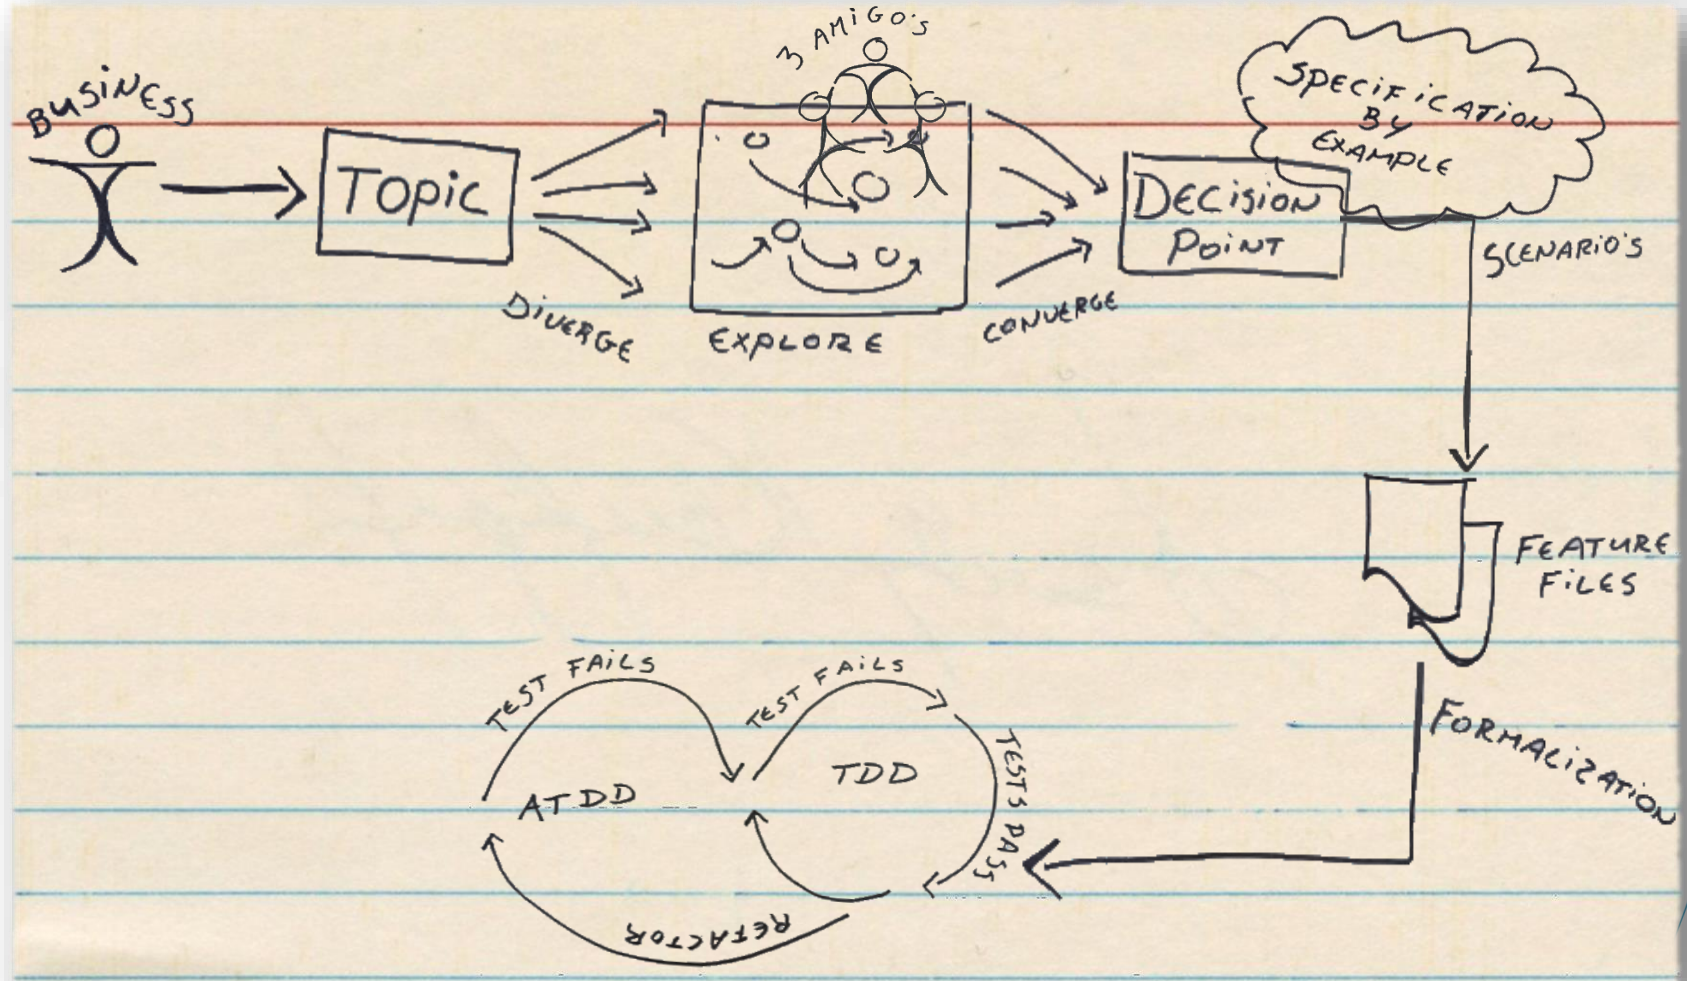 3 AMiGO'S
BUSiNESS
TOPiC
DiVERGE
EXPLORE
CONVERGE
DECiSiON
POiNT
SPECiFiCATiON
BY
EXAMPLE
SCENARiO'S
FEATURE
FiLES
FORMALiZATiON
TEST FAiLS
TEST FAiLS
ATDD
TDD
TESTS PASS
REFACTOR